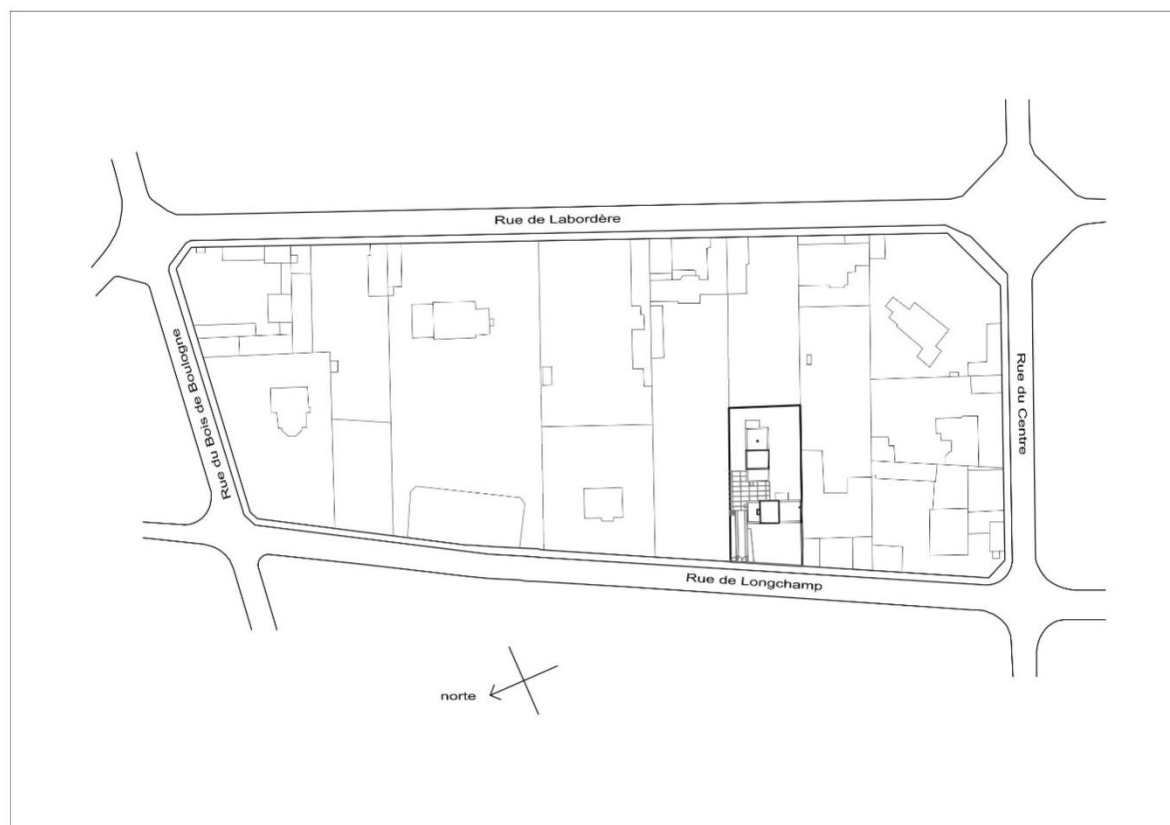 Rue de Labordère
Rue du Bois de Boulogne
Rue du Centre
Rue de Longchamp
norte